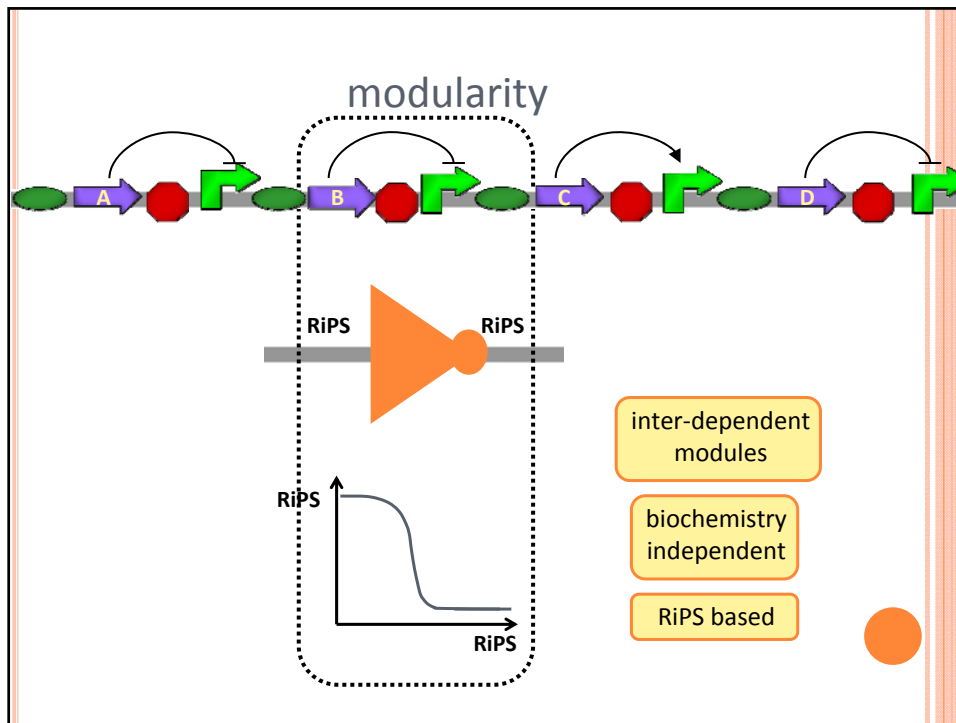 modularity
A
B
C
D
RiPS
RiPS
RiPS
RiPS
inter-dependent
modules
biochemistry
independent
RiPS based